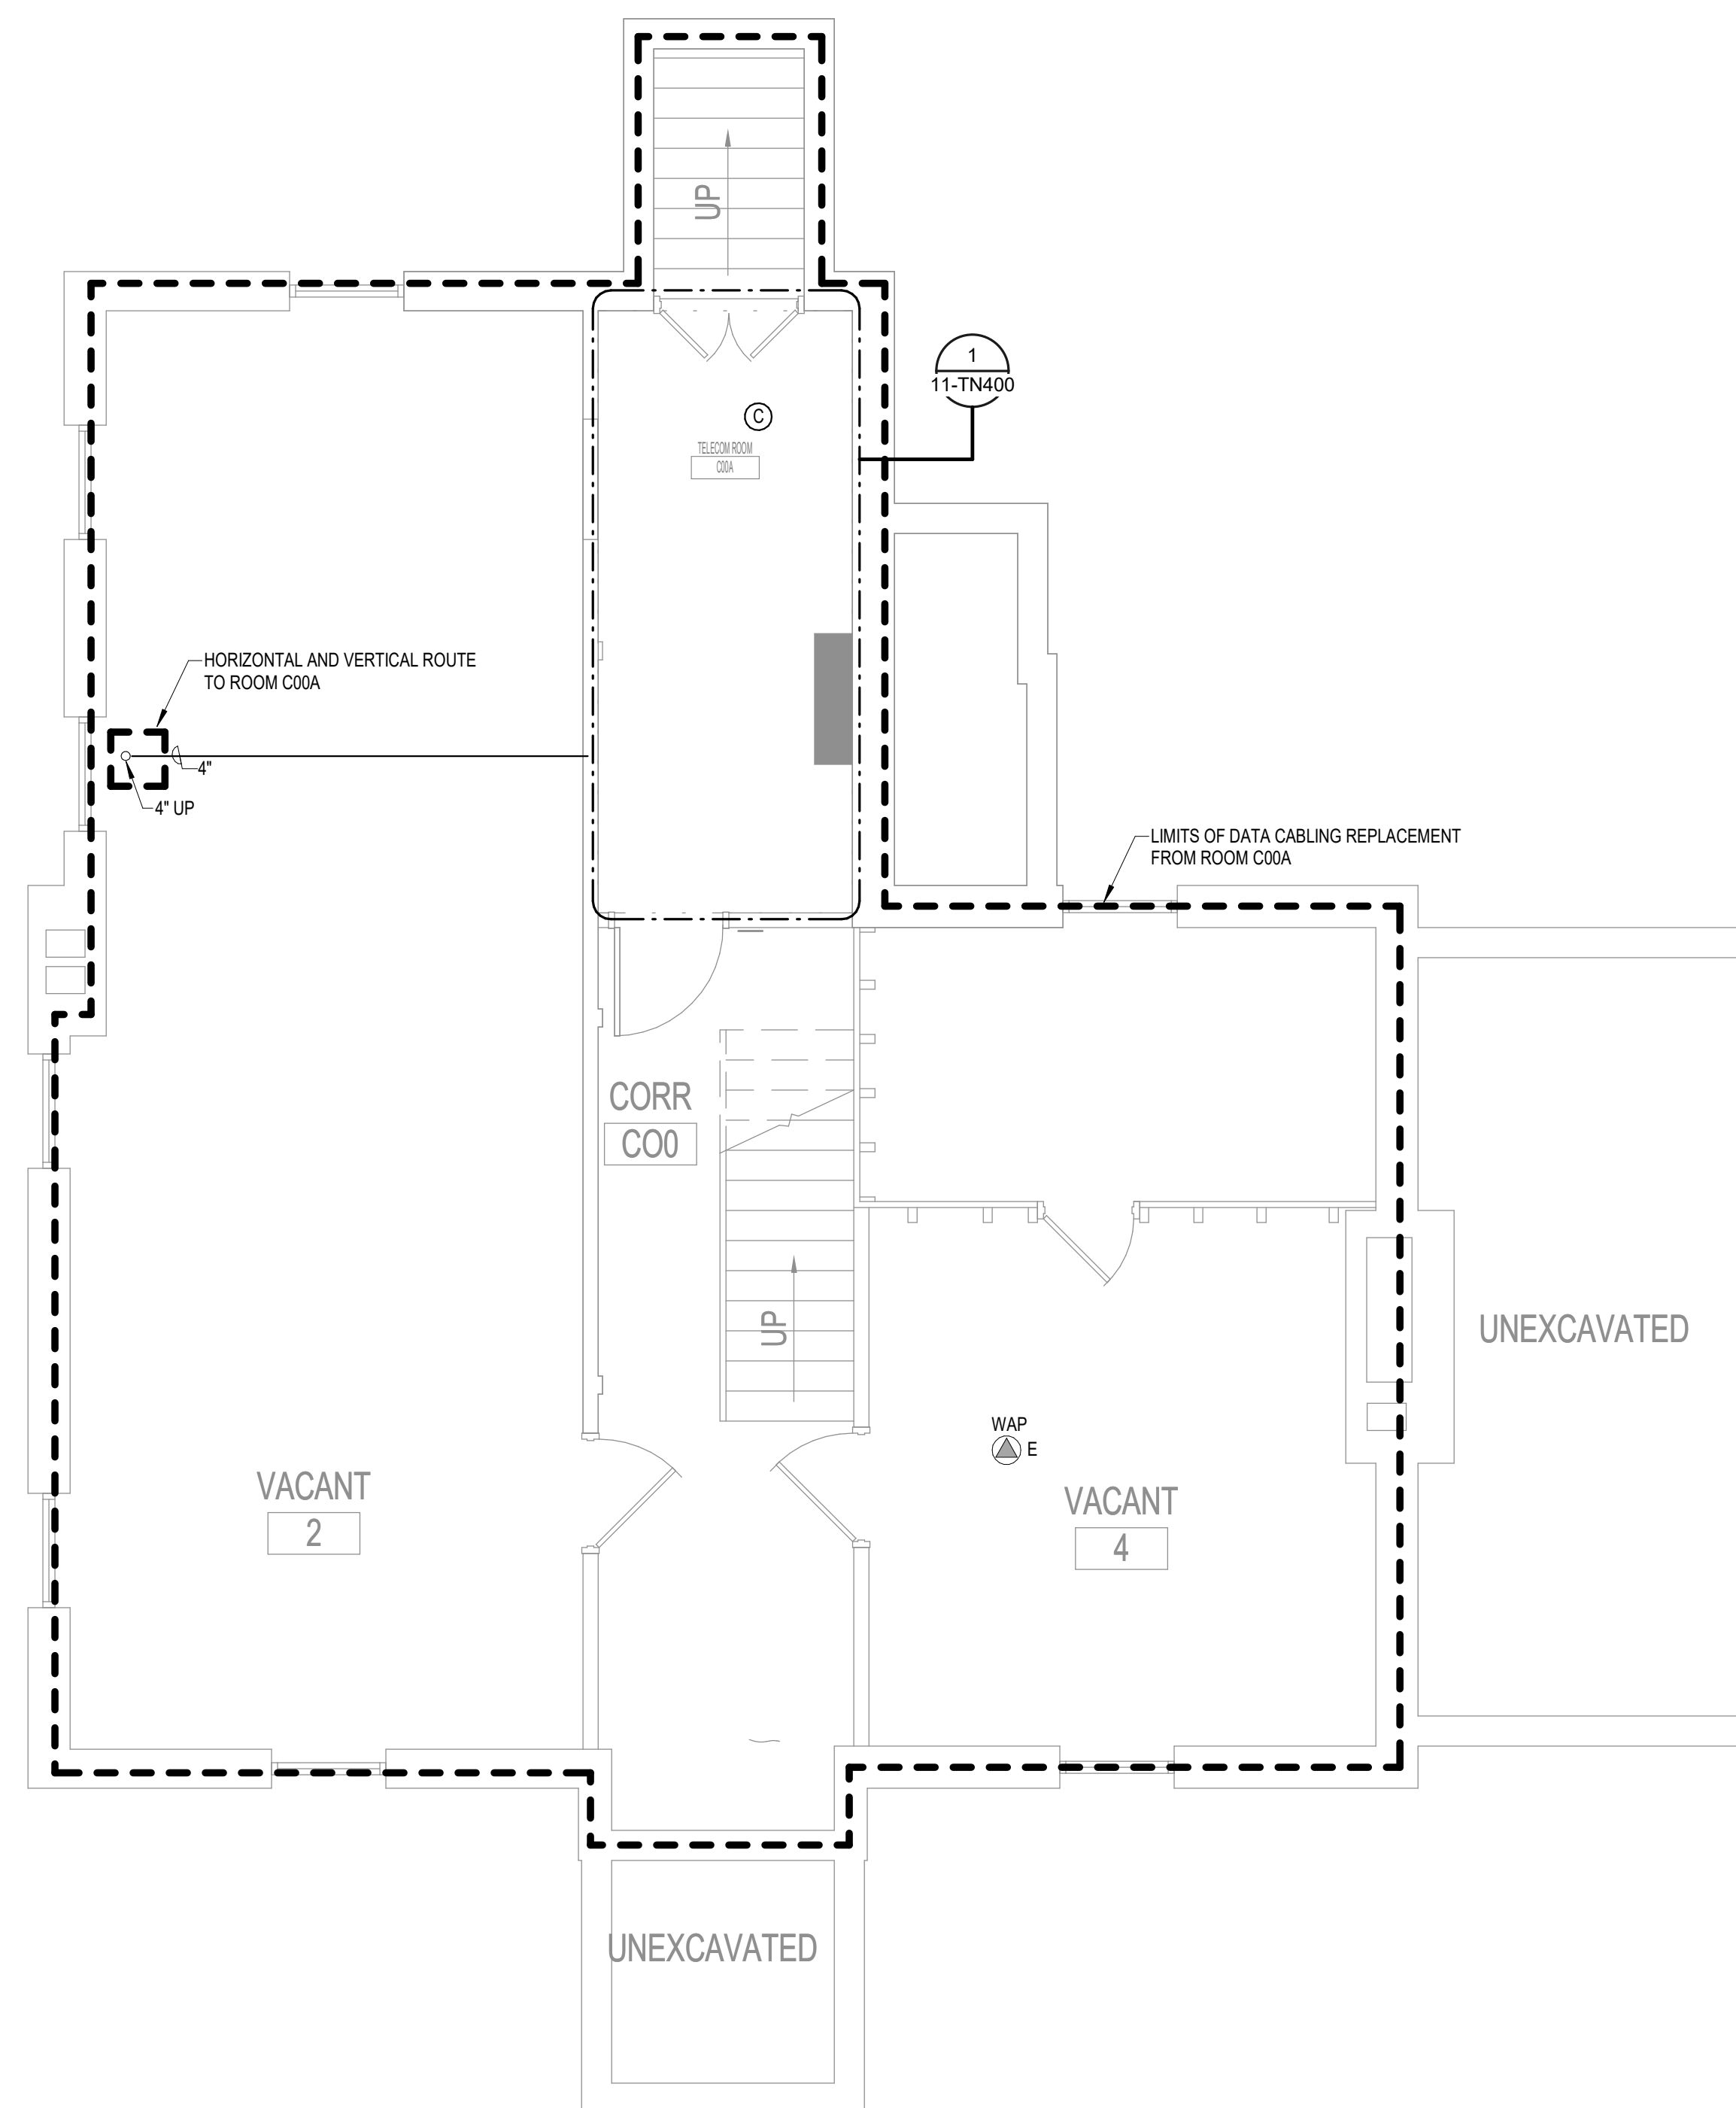 UP
1
11-TN400
C
TELECOM ROOM
C00A
HORIZONTAL AND VERTICAL ROUTE
TO ROOM C00A
4"
4" UP
LIMITS OF DATA CABLING REPLACEMENT
FROM ROOM C00A
CORR
CO0
UP
UNEXCAVATED
WAP
E
VACANT
2
VACANT
4
UNEXCAVATED